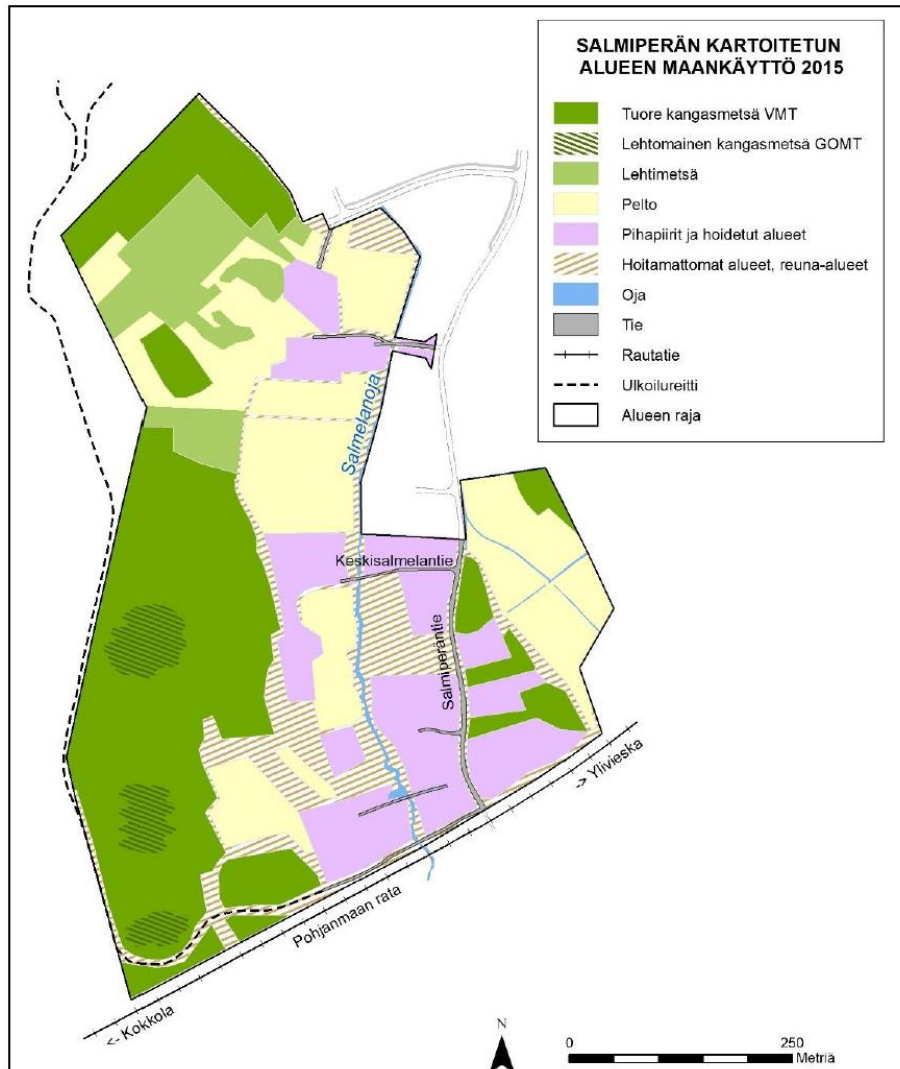 SALMIPERÄN KARTOITETUN
ALUEEN MAANKÄYTTÖ 2015
Tuore kangasmetsä VMT
Lehtomainen kangasmetsä GOMT
Lehtimetsä
Pelto
Pihapiirit ja hoidetut alueet
Hoitamattomat alueet, reuna-alueet
Oja
Tie
Rautatie
Ulkoilureitti
Alueen raja
Salmelanoja
Keskisalmelantie
Salmiperäntie
-> Ylivieska
Pohjanmaan rata
<- Kokkola
N
0 250
Metriä